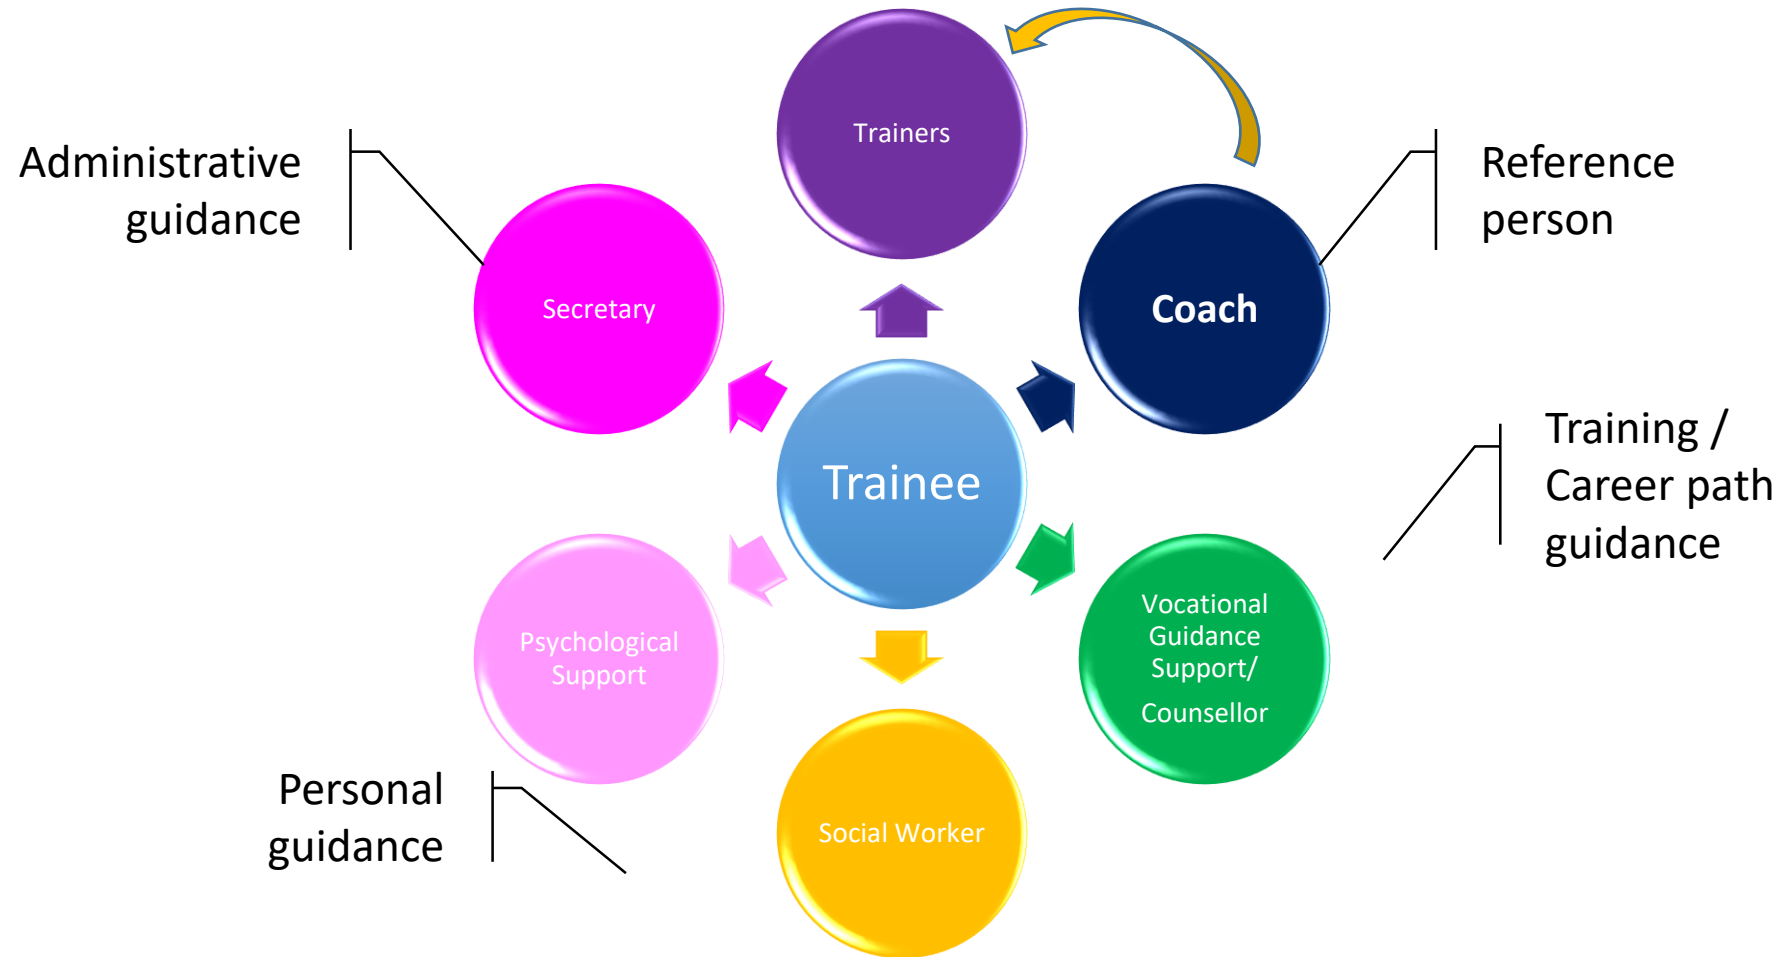 Trainers
Administrative
guidance
Reference
person
Secretary
Coach
Trainee
Training /
Career path
guidance
Vocational
Guidance
Support/
Counsellor
Psychological
Support
Personal
guidance
Social Worker